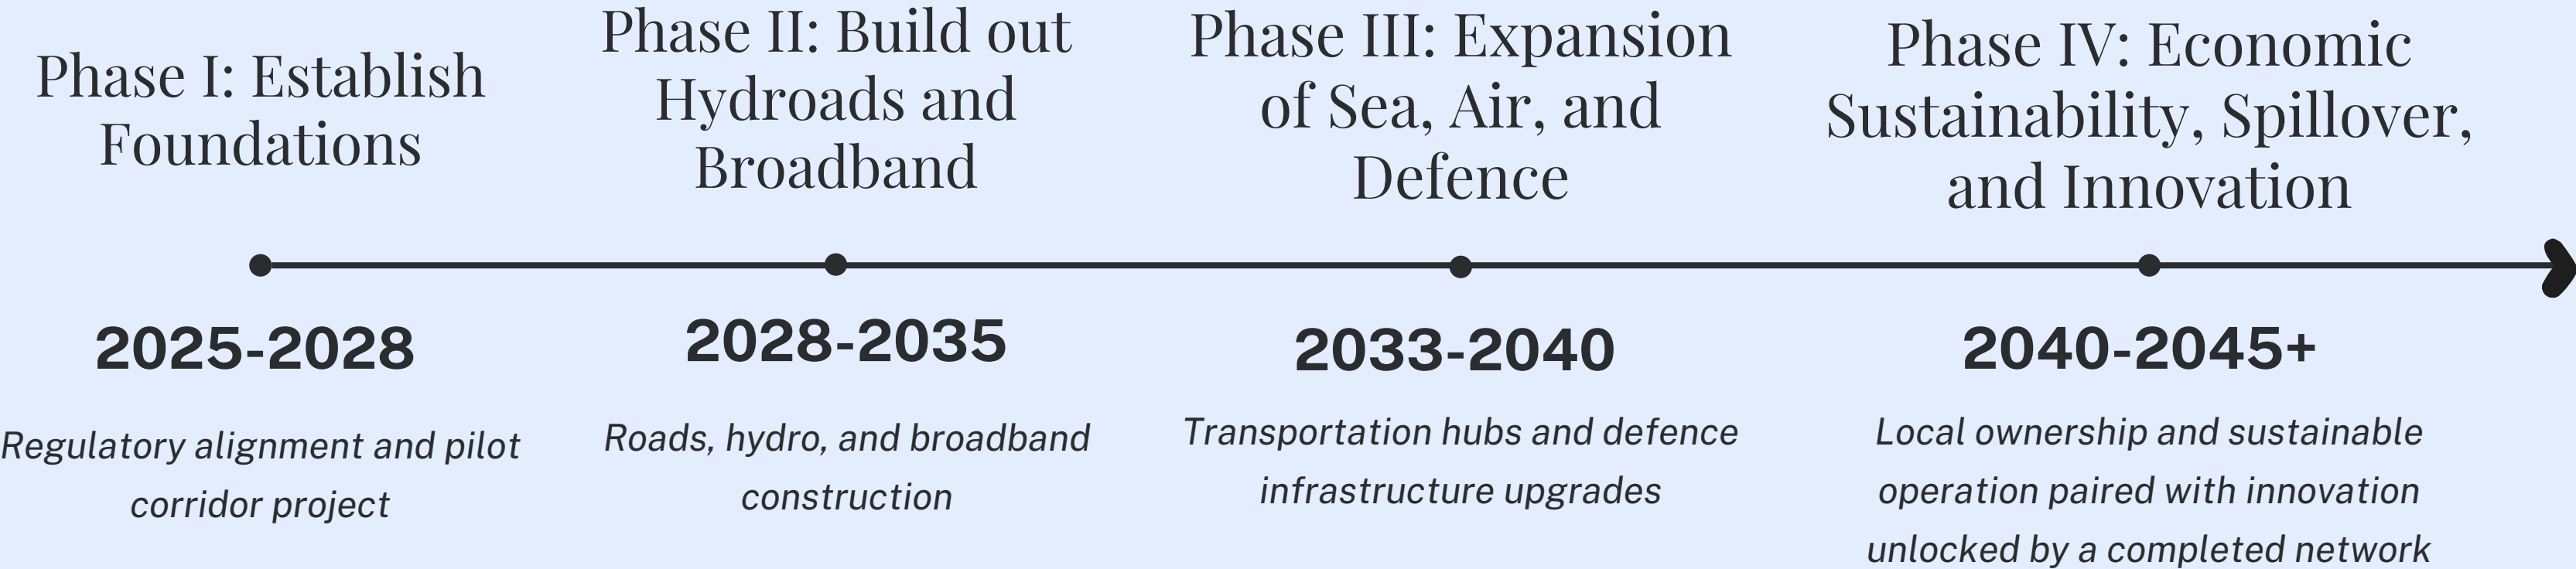 Phase I: Establish
Foundations
2025-2028
Regulatory alignment and pilot
corridor project
Phase II: Build out
Hydroads and
Broadband
2028-2035
Roads, hydro, and broadband
construction
Phase III: Expansion
of Sea, Air, and
Defence
2033-2040
Transportation hubs and defence
infrastructure upgrades
Phase IV: Economic
Sustainability, Spillover,
and Innovation
2040-2045+
Local ownership and sustainable
operation paired with innovation
unlocked by a completed network